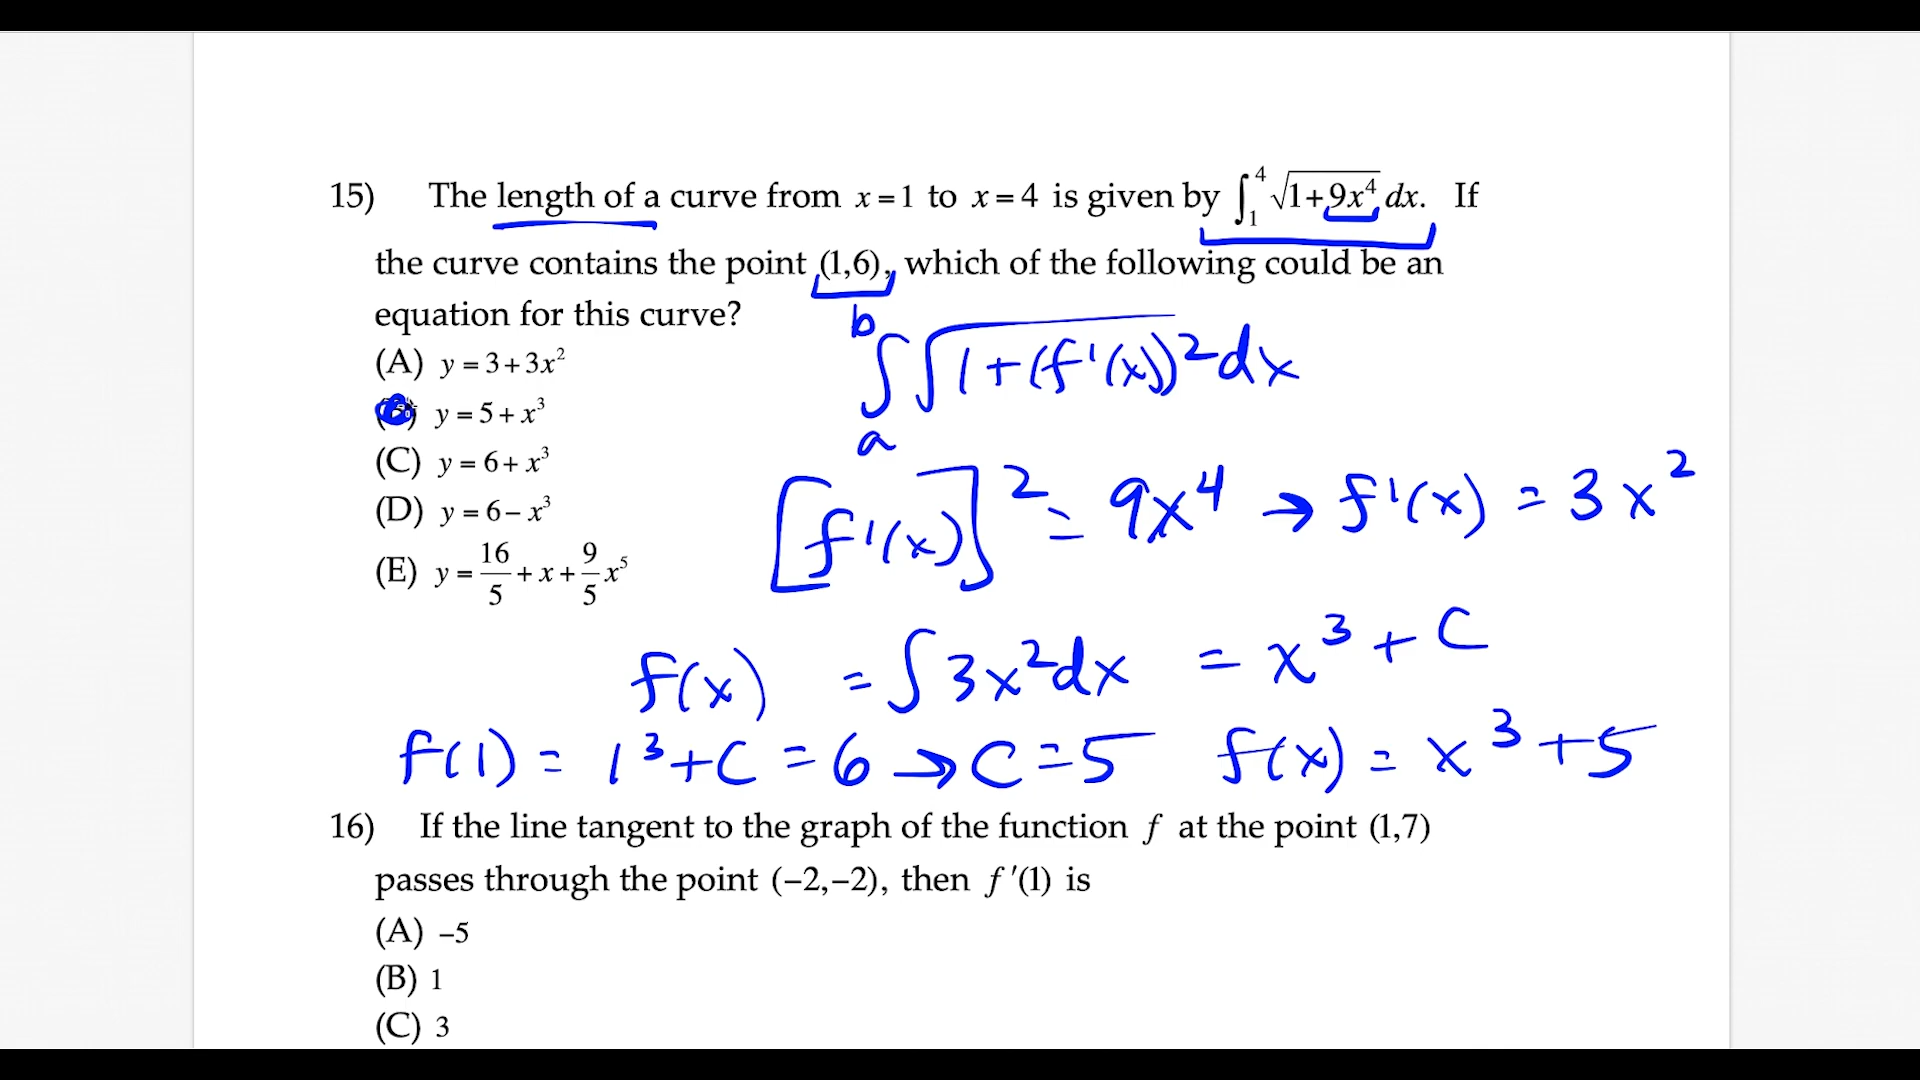 15) The length of a curve from x = 1 to x = 4 is given by ∫₁⁴ √(1+9x⁴) dx. If
the curve contains the point (1,6), which of the following could be an
equation for this curve?
(A) y = 3 + 3x²
y = 5 + x³
(C) y = 6 + x³
(D) y = 6 − x³
(E) y = 16/5 + x + 9/5 x⁵
∫ₐᵇ √(1 + (f'(x))² dx
[f'(x)]² = 9x⁴ → f'(x) = 3x²
f(x) = ∫3x²dx = x³ + C
f(1) = 1³ + C = 6 → C = 5 f(x) = x³ + 5
16) If the line tangent to the graph of the function f at the point (1,7)
passes through the point (−2,−2), then f'(1) is
(A) −5
(B) 1
(C) 3